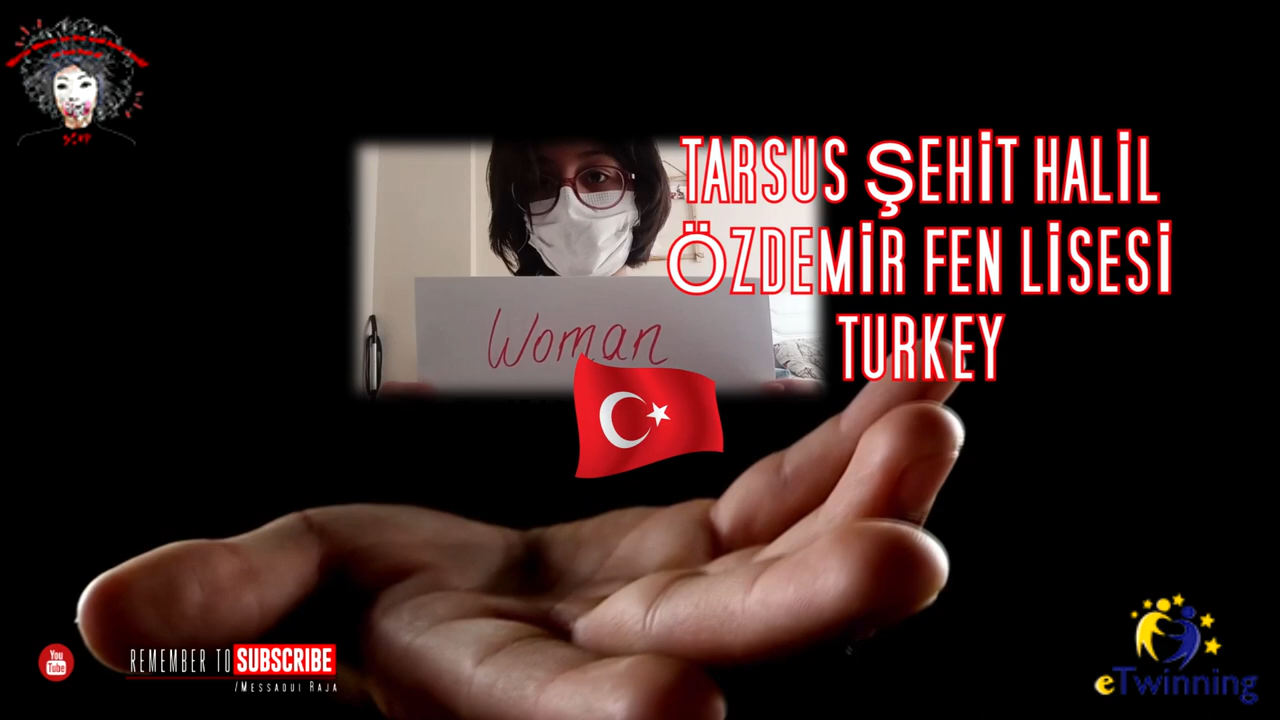 TARSUS ŞEHİT HALİL
ÖZDEMİR FEN LİSESİ
TURKEY
Woman
You
Tube
REMEMBER TO SUBSCRIBE
/MESSAOUI RAJA
eTwinning